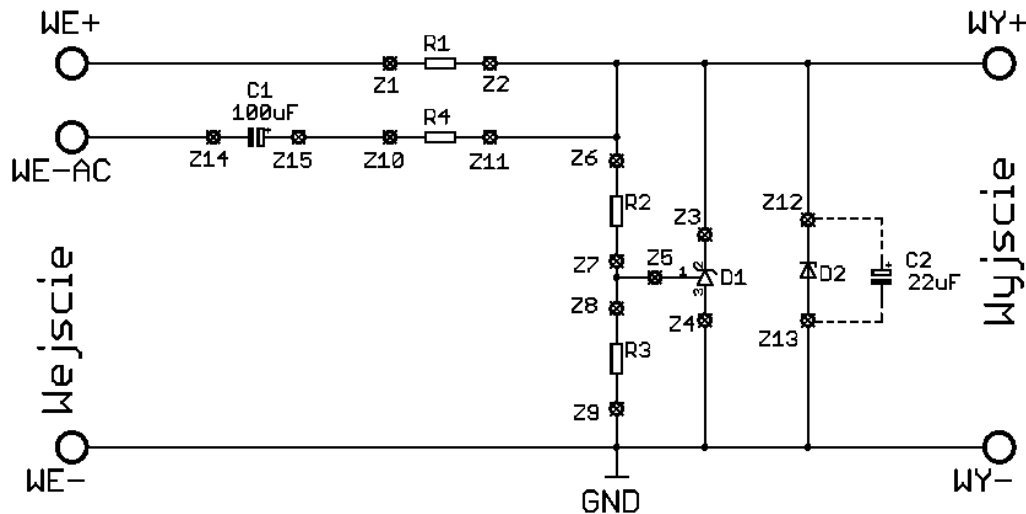 WE+
WY+
R1
Z1
Z2
C1
100uF
+
R4
Z14
Z15
Z10
Z11
WE-AC
Z6
R2
Z3
Z12
Z7
Z5
1
2
3
D1
D2
+
C2
22uF
Z8
Z4
Z13
R3
Z9
Wejscie
Wyjscie
WE-
WY-
GND